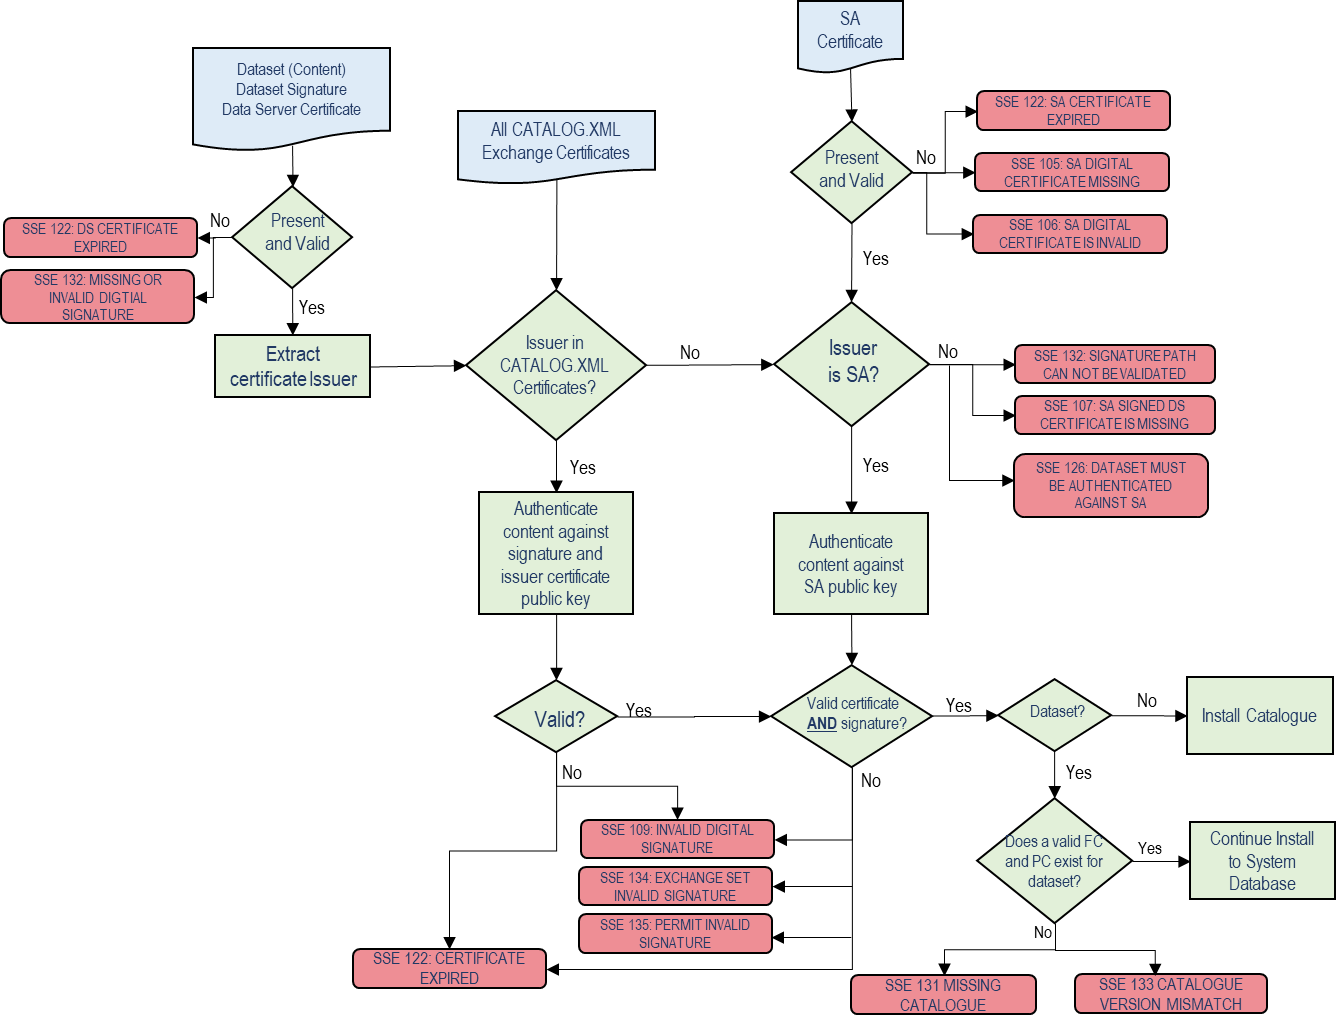 SA
Certificate
Dataset (Content)
Dataset Signature
Data Server Certificate
All CATALOG.XML
Exchange Certificates
SSE 122: SA CERTIFICATE
EXPIRED
Present
and Valid
No
SSE 105: SA DIGITAL
CERTIFICATE MISSING
SSE 106: SA DIGITAL
CERTIFICATE IS INVALID
Yes
SSE 122: DS CERTIFICATE
EXPIRED
No
Present
and Valid
SSE 132: MISSING OR
INVALID DIGTIAL
SIGNATURE
Yes
Extract
certificate Issuer
Issuer in
CATALOG.XML
Certificates?
No
Issuer
is SA?
No
SSE 132: SIGNATURE PATH
CAN NOT BE VALIDATED
SSE 107: SA SIGNED DS
CERTIFICATE IS MISSING
SSE 126: DATASET MUST
BE AUTHENTICATED
AGAINST SA
Yes
Yes
Authenticate
content against
signature and
issuer certificate
public key
Authenticate
content against
SA public key
Valid?
Yes
Valid certificate
AND signature?
Yes
Dataset?
No
Install Catalogue
No
No
Yes
SSE 109: INVALID DIGITAL
SIGNATURE
SSE 134: EXCHANGE SET
INVALID SIGNATURE
SSE 135: PERMIT INVALID
SIGNATURE
SSE 122: CERTIFICATE
EXPIRED
Does a valid FC
and PC exist for
dataset?
Yes
Continue Install
to System
Database
No
SSE 131 MISSING
CATALOGUE
SSE 133 CATALOGUE
VERSION MISMATCH